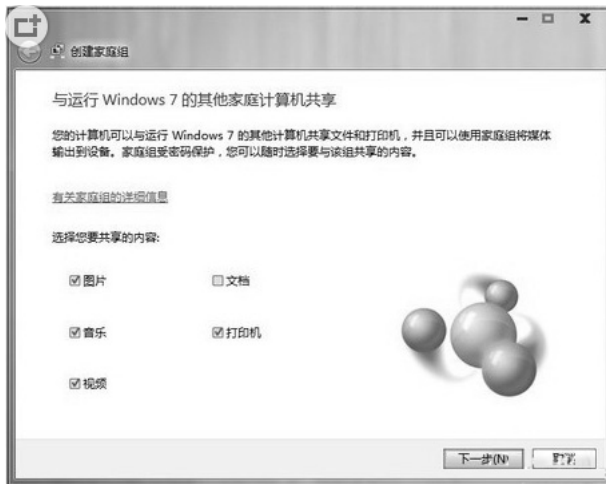 创建家庭组
与运行 Windows 7 的其他家庭计算机共享
您的计算机可以与运行 Windows 7 的其他计算机共享文件和打印机，并且可以使用家庭组将媒体
输出到设备。家庭组受密码保护，您可以随时选择要与该组共享的内容。
有关家庭组的详细信息
选择您要共享的内容:
图片 文档
音乐 打印机
视频
下一步(N) 取消